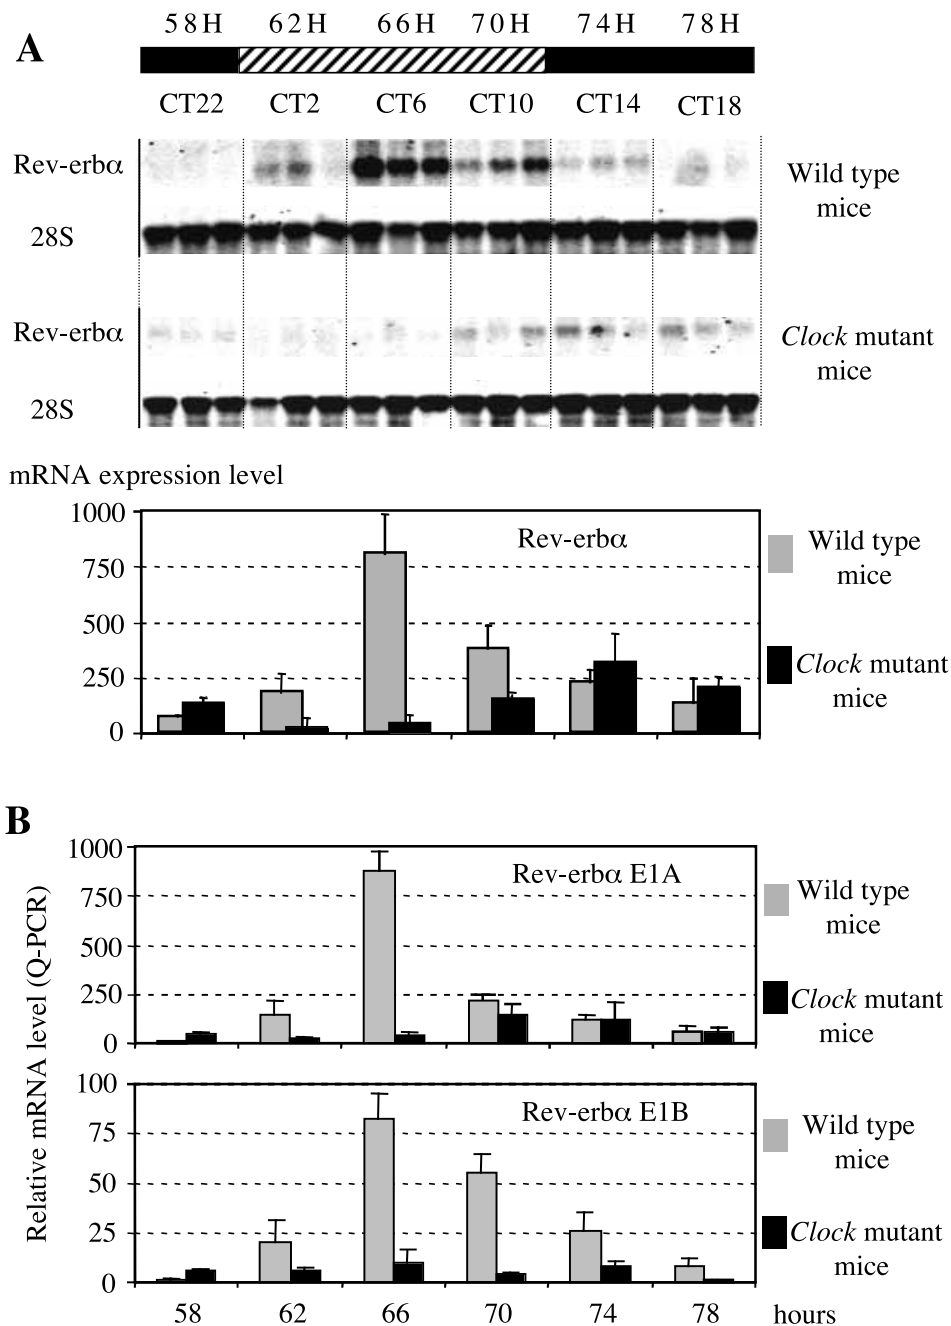 A
58H 62H 66H 70H 74H 78H
CT22 CT2 CT6 CT10 CT14 CT18
Rev-erbα
Wild type
mice
28S
Rev-erbα
Clock mutant
mice
28S
mRNA expression level
1000
750
500
250
0
Rev-erbα
Wild type
mice
Clock mutant
mice
B
Relative mRNA level (Q-PCR)
1000
750
500
250
0
Rev-erbα E1A
Wild type
mice
Clock mutant
mice
100
75
50
25
0
Rev-erbα E1B
Wild type
mice
Clock mutant
mice
58 62 66 70 74 78 hours